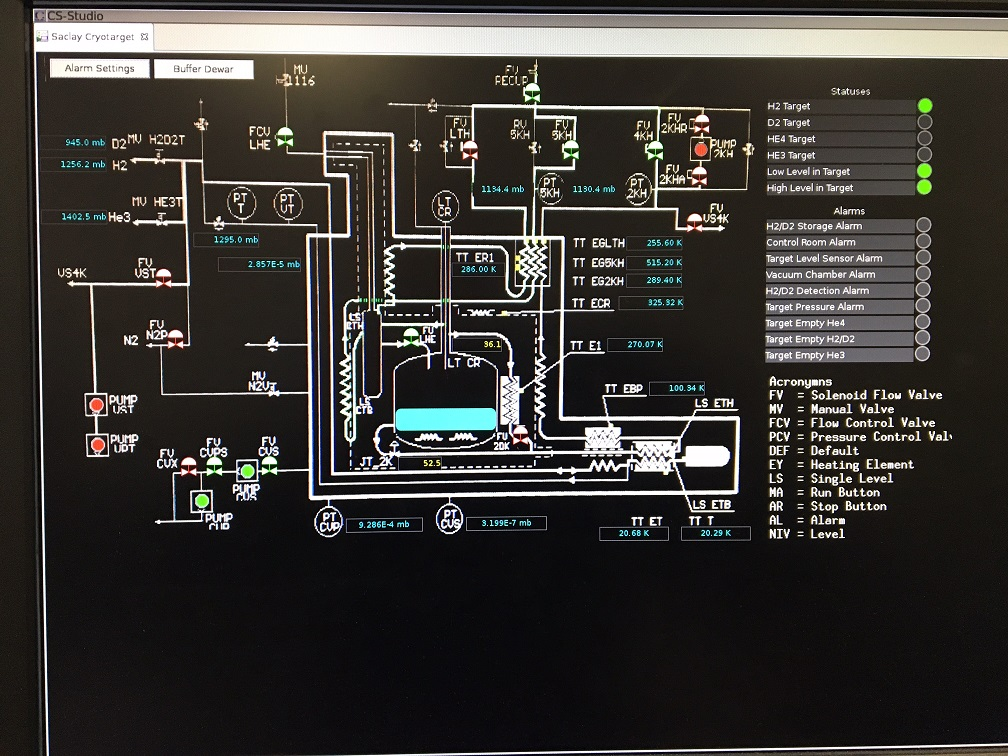 CS-Studio
Saclay Cryotarget
Alarm Settings
Buffer Dewar
MV
1116
FV
RECUP
FCV
LHE
FV
LTH
RV
5KH
FV
5KH
FV
4KH
FV
2KHR
PUMP
2KH
FV
2KHA
945.0 mb
D2
MV H2D2T
1256.2 mb
H2
MV HE3T
1402.5 mb
He3
PT
T
PT
VT
LT
CR
1134.4 mb
PT
5KH
1130.4 mb
PT
2KH
FV
VS4K
1295.0 mb
2.857E-5 mb
VS4K
FV
VST
TT ER1
286.00 K
TT EGLTH
255.60 K
TT EG5KH
515.20 K
TT EG2KH
289.40 K
TT ECR
325.32 K
LS
CTH
FV
N2
FV
N2P
FV
LHE
36.1
TT E1
270.07 K
LT CR
MV
N2VT
LS
CTB
TT EBP
100.34 K
LS ETH
PUMP
VST
PUMP
UPT
FV
20K
JT 2K
52.5
FV
CUX
FV
CUPS
FV
CVS
PUMP
CVS
PUMP
CUP
LS ETB
PT
CUP
9.286E-4 mb
PT
CVS
3.199E-7 mb
TT ET
TT T
20.68 K
20.29 K
Statuses
H2 Target
D2 Target
HE4 Target
HE3 Target
Low Level in Target
High Level in Target
Alarms
H2/D2 Storage Alarm
Control Room Alarm
Target Level Sensor Alarm
Vacuum Chamber Alarm
H2/D2 Detection Alarm
Target Pressure Alarm
Target Empty He4
Target Empty H2/D2
Target Empty He3
Acronymns
FV = Solenoid Flow Valve
MV = Manual Valve
FCV = Flow Control Valve
PCV = Pressure Control Val
DEF = Default
EY = Heating Element
LS = Single Level
MA = Run Button
AR = Stop Button
AL = Alarm
NIV = Level